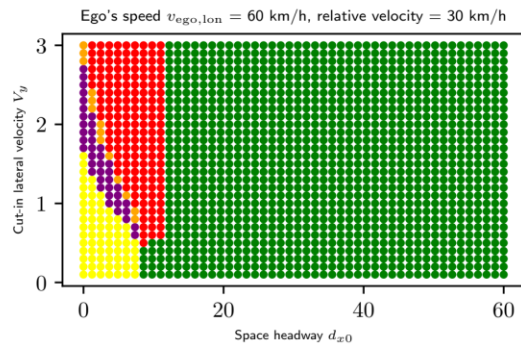 Ego's speed v_ego,lon = 60 km/h, relative velocity = 30 km/h
Cut-in lateral velocity V_y
3
2
1
0
0 20 40 60
Space headway d_x0